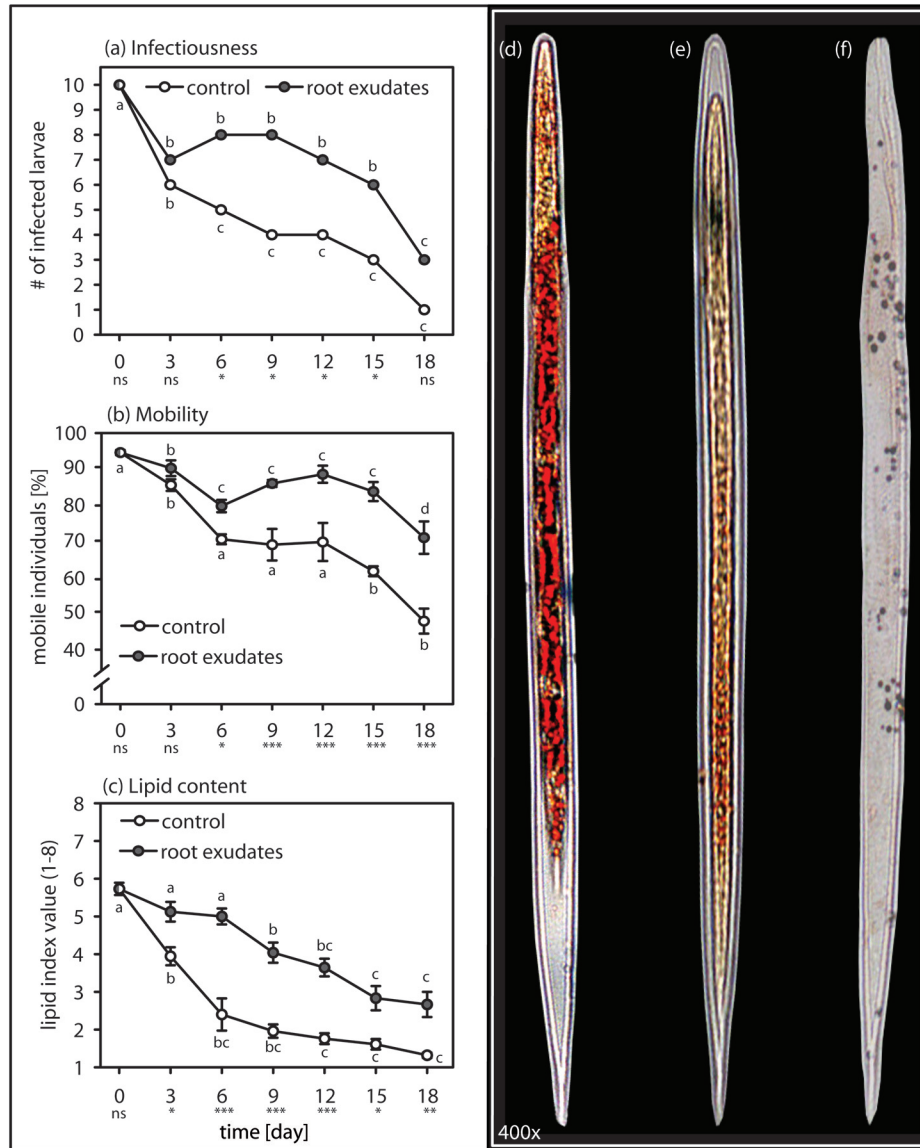 (a) Infectiousness
control root exudates
# of infected larvae
10
9
8
7
6
5
4
3
2
1
0
a b b b b b c
b c c c c c
0 3 6 9 12 15 18
ns ns * * * * ns
(b) Mobility
mobile individuals [%]
100
90
80
70
60
50
40
0
a b c c c c d
b a a a b b
control
root exudates
0 3 6 9 12 15 18
ns ns * *** *** *** ***
(c) Lipid content
control
root exudates
lipid index value (1-8)
8
7
6
5
4
3
2
1
a a a b bc c c
b bc bc c c c
0 3 6 9 12 15 18
ns * *** *** *** * **
time [day]
(d) (e) (f)
400x